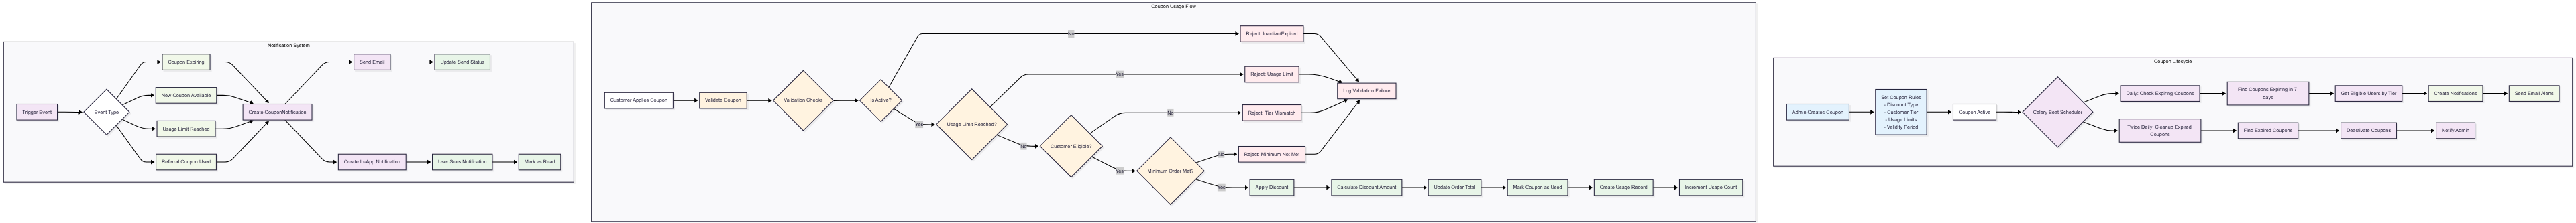 Notification System
Trigger Event
Event Type
Coupon Expiring
New Coupon Available
Usage Limit Reached
Referral Coupon Used
Create CouponNotification
Send Email
Update Send Status
Create In-App Notification
User Sees Notification
Mark as Read
Coupon Usage Flow
Customer Applies Coupon
Validate Coupon
Validation Checks
Is Active?
No
Reject: Inactive/Expired
Yes
Usage Limit Reached?
Yes
Reject: Usage Limit
No
Customer Eligible?
No
Reject: Tier Mismatch
Yes
Minimum Order Met?
No
Reject: Minimum Not Met
Log Validation Failure
Yes
Apply Discount
Calculate Discount Amount
Update Order Total
Mark Coupon as Used
Create Usage Record
Increment Usage Count
Coupon Lifecycle
Admin Creates Coupon
Set Coupon Rules
- Discount Type
- Customer Tier
- Usage Limits
- Validity Period
Coupon Active
Celery Beat Scheduler
Daily: Check Expiring Coupons
Find Coupons Expiring in 7
days
Get Eligible Users by Tier
Create Notifications
Send Email Alerts
Twice Daily: Cleanup Expired
Coupons
Find Expired Coupons
Deactivate Coupons
Notify Admin